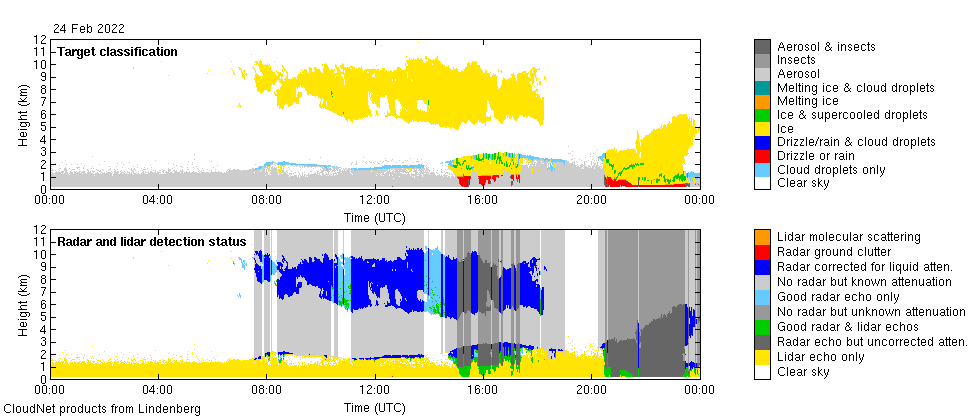 24 Feb 2022
Target classification
Height (km)
12
11
10
9
8
7
6
5
4
3
2
1
0
00:00 04:00 08:00 12:00 16:00 20:00 00:00
Time (UTC)
Aerosol & insects
Insects
Aerosol
Melting ice & cloud droplets
Melting ice
Ice & supercooled droplets
Ice
Drizzle/rain & cloud droplets
Drizzle or rain
Cloud droplets only
Clear sky
Radar and lidar detection status
Height (km)
12
11
10
9
8
7
6
5
4
3
2
1
0
00:00 04:00 08:00 12:00 16:00 20:00 00:00
Time (UTC)
Lidar molecular scattering
Radar ground clutter
Radar corrected for liquid atten.
No radar but known attenuation
Good radar echo only
No radar but unknown attenuation
Good radar & lidar echos
Radar echo but uncorrected atten.
Lidar echo only
Clear sky
CloudNet products from Lindenberg